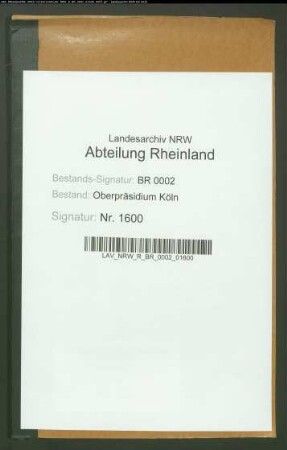 Landesarchiv NRW
Abteilung Rheinland
Bestands-Signatur: BR 0002
Bestand: Oberpräsidium Köln
Signatur: Nr. 1600
LAV_NRW_R_BR_0002_01600